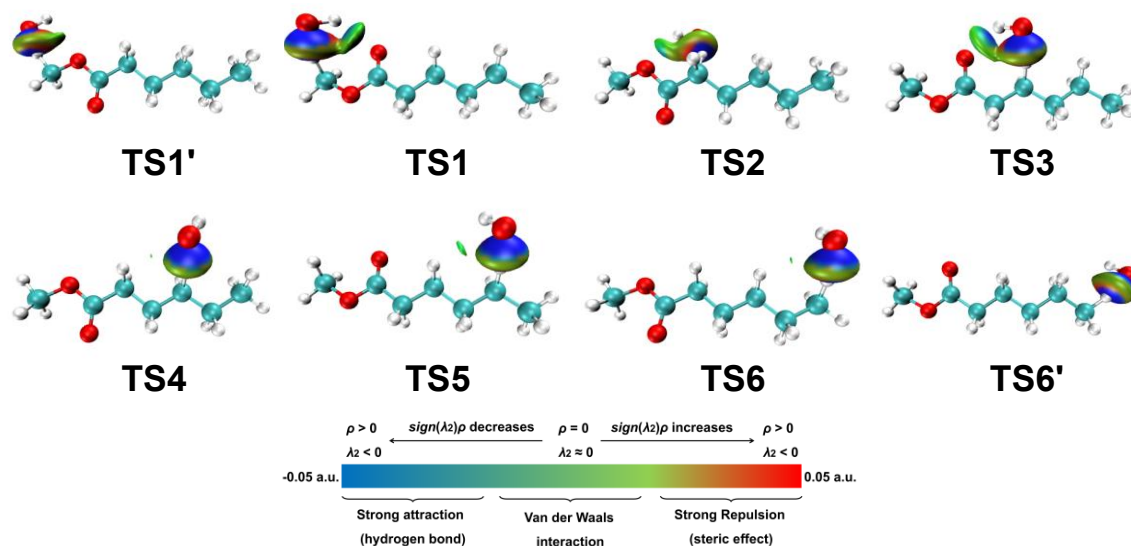 TS1' TS1 TS2 TS3
TS4 TS5 TS6 TS6'
ρ > 0 sign(λ₂)ρ decreases ρ = 0 sign(λ₂)ρ increases ρ > 0
λ₂ < 0 λ₂ ≈ 0 λ₂ < 0
-0.05 a.u. 0.05 a.u.
Strong attraction Van der Waals Strong Repulsion
(hydrogen bond) interaction (steric effect)